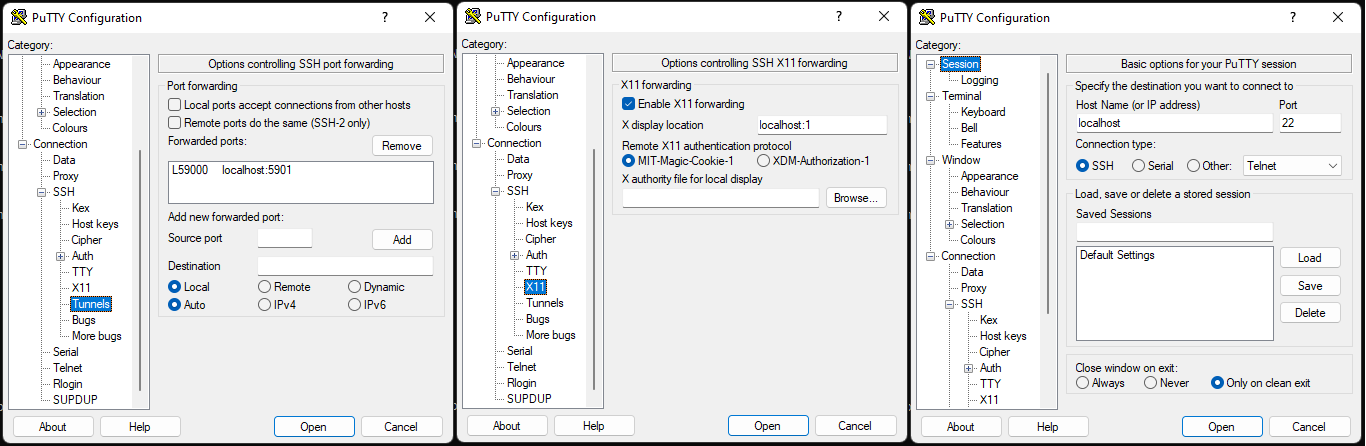 PuTTY Configuration
?
Category:
Appearance
Behaviour
Translation
Selection
Colours
Connection
Data
Proxy
SSH
Kex
Host keys
Cipher
Auth
TTY
X11
Tunnels
Bugs
More bugs
Serial
Telnet
Rlogin
SUPDUP
Options controlling SSH port forwarding
Port forwarding
Local ports accept connections from other hosts
Remote ports do the same (SSH-2 only)
Forwarded ports:
Remove
L59000 localhost:5901
Add new forwarded port:
Source port
Add
Destination
Local Remote Dynamic
Auto IPv4 IPv6
About Help Open Cancel
PuTTY Configuration
?
Category:
Appearance
Behaviour
Translation
Selection
Colours
Connection
Data
Proxy
SSH
Kex
Host keys
Cipher
Auth
TTY
X11
Tunnels
Bugs
More bugs
Serial
Telnet
Rlogin
SUPDUP
Options controlling SSH X11 forwarding
X11 forwarding
Enable X11 forwarding
X display location localhost:1
Remote X11 authentication protocol
MIT-Magic-Cookie-1 XDM-Authorization-1
X authority file for local display
Browse...
About Help Open Cancel
PuTTY Configuration
?
Category:
Session
Logging
Terminal
Keyboard
Bell
Features
Window
Appearance
Behaviour
Translation
Selection
Colours
Connection
Data
Proxy
SSH
Kex
Host keys
Cipher
Auth
TTY
X11
Basic options for your PuTTY session
Specify the destination you want to connect to
Host Name (or IP address) Port
localhost 22
Connection type:
SSH Serial Other: Telnet
Load, save or delete a stored session
Saved Sessions
Default Settings
Load
Save
Delete
Close window on exit:
Always Never Only on clean exit
About Help Open Cancel